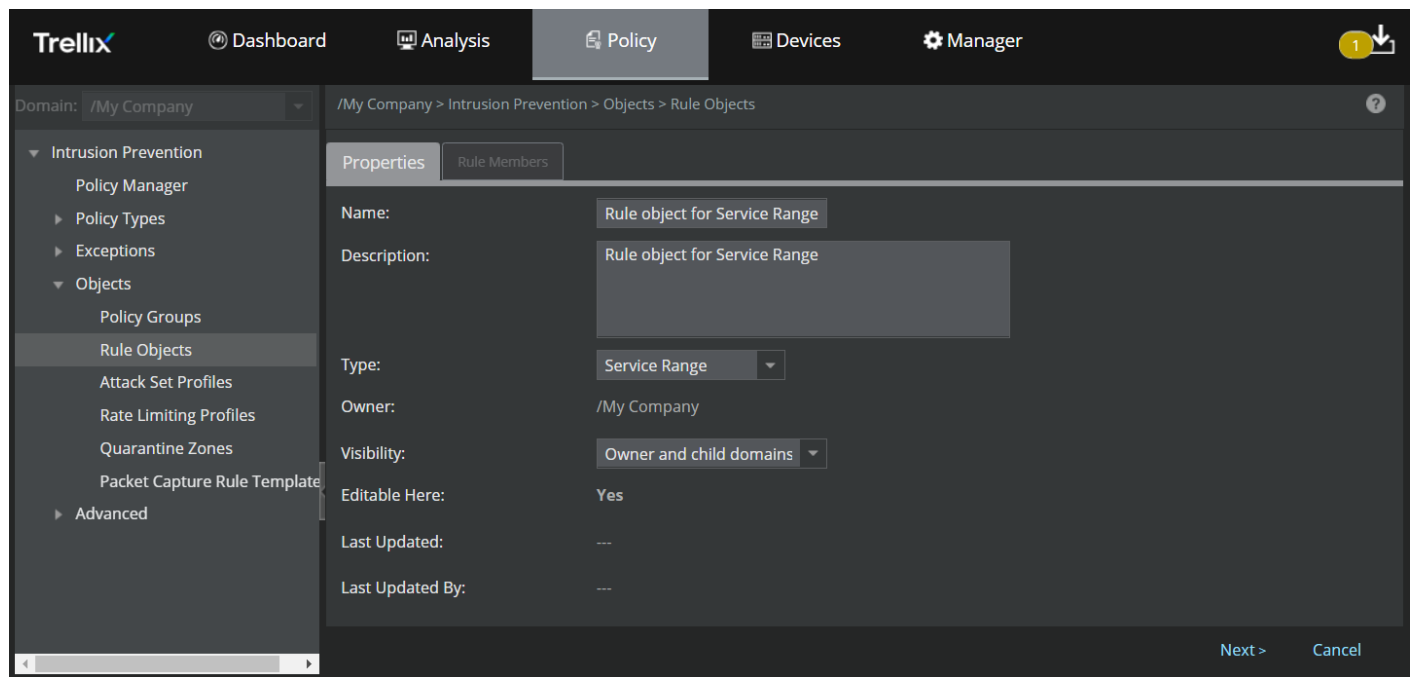 Trellix Dashboard Analysis Policy Devices Manager 1
Domain: /My Company
/My Company > Intrusion Prevention > Objects > Rule Objects ?
Intrusion Prevention
Policy Manager
Policy Types
Exceptions
Objects
Policy Groups
Rule Objects
Attack Set Profiles
Rate Limiting Profiles
Quarantine Zones
Packet Capture Rule Template
Advanced
Properties Rule Members
Name: Rule object for Service Range
Description: Rule object for Service Range
Type: Service Range
Owner: /My Company
Visibility: Owner and child domains
Editable Here: Yes
Last Updated: ---
Last Updated By: ---
Next > Cancel